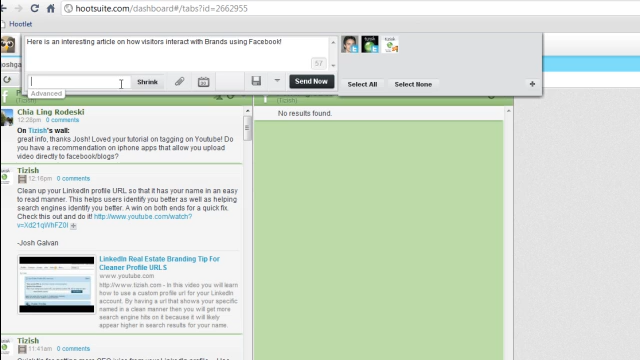 hootsuite.com/dashboard#/tabs?id=2662955
Hootlet
Here is an interesting article on how visitors interact with Brands using Facebook!
57
Shrink
Send Now
Select All
Select None
Advanced
(Tizish)
No results found.
Chia Ling Rodeski
12:28pm 0 comments
On Tizish's wall:
great info, thanks Josh! Loved your tutorial on tagging on Youtube! Do
you have a recommendation on iphone apps that allow you upload
video directly to facebook/blogs?
Tizish
12:16pm 0 comments
Clean up your LinkedIn profile URL so that it has your name in an easy
to read manner. This helps users identify you better as well as helping
search engines identify you better. A win on both ends for a quick fix.
Check this out and do it! http://www.youtube.com/watch?
v=Xd21qWhFZ0I
-Josh Galvan
LinkedIn Real Estate Branding Tip For
Cleaner Profile URLS
www.youtube.com
http://www.tizish.com - In this video you will learn
how to use a custom profile url for your LinkedIn
account. By having a url that shows your specific
named in a clean manner then you will get more
search engine hits on it because it will likely
appear higher in search results for your name.
Tizish
11:41am 0 comments